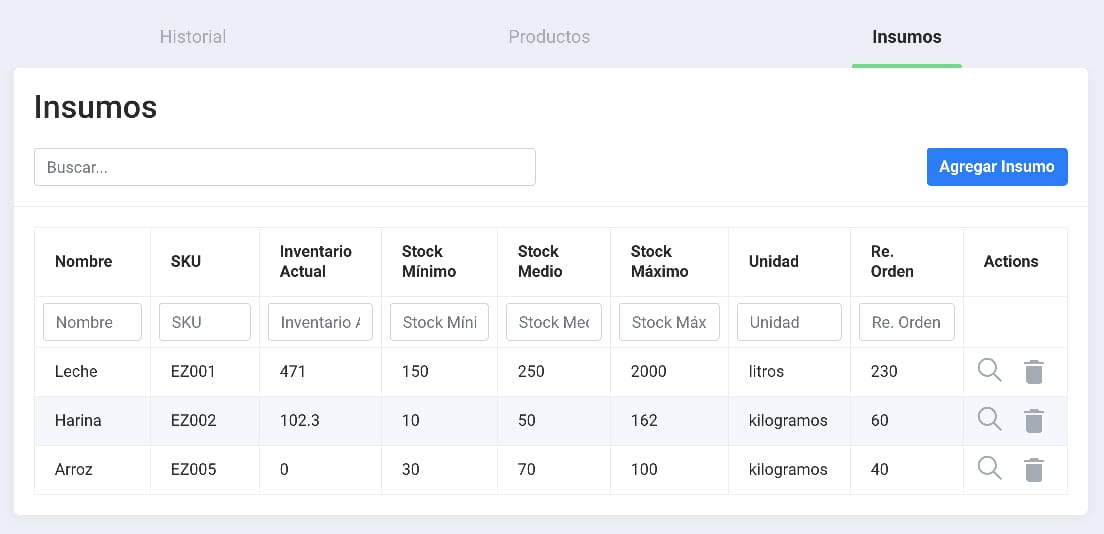 Historial Productos Insumos
Insumos
Buscar...
Agregar Insumo
Nombre SKU Inventario Actual Stock Mínimo Stock Medio Stock Máximo Unidad Re. Orden Actions
Nombre SKU Inventario A Stock Míni Stock Med Stock Máx Unidad Re. Orden
Leche EZ001 471 150 250 2000 litros 230
Harina EZ002 102.3 10 50 162 kilogramos 60
Arroz EZ005 0 30 70 100 kilogramos 40